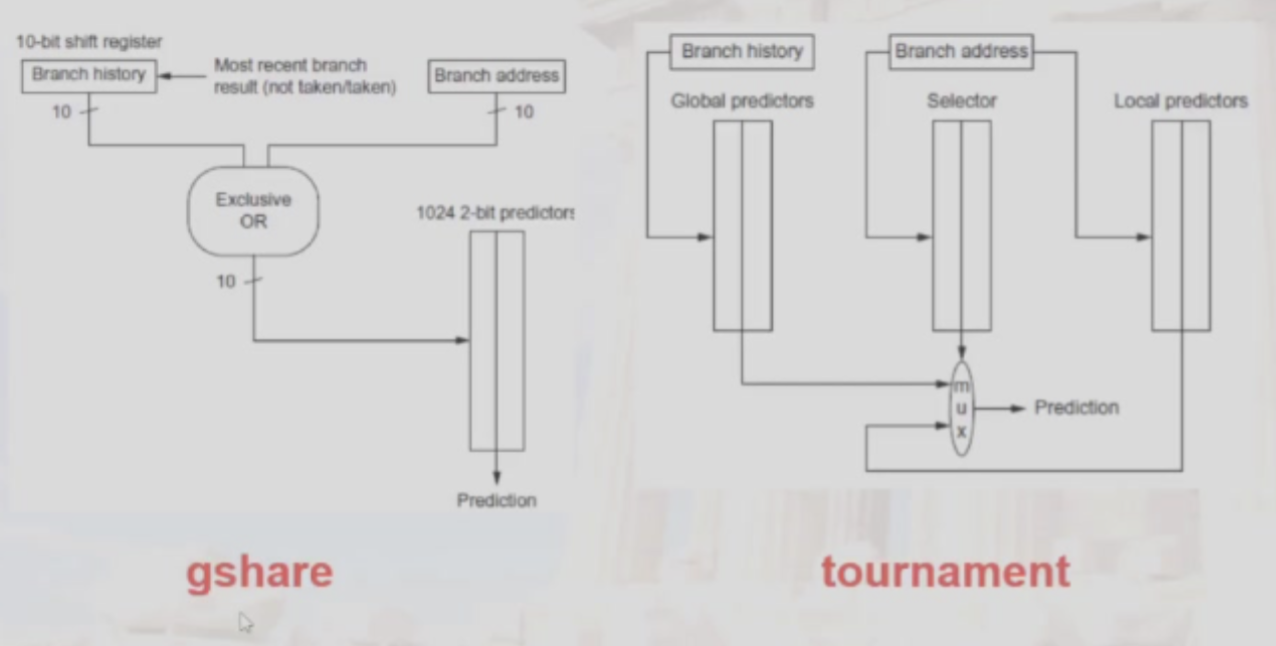 10-bit shift register
Branch history
Most recent branch
result (not taken/taken)
Branch address
10
10
Exclusive
OR
1024 2-bit predictors
10
Prediction
gshare
Branch history
Branch address
Global predictors
Selector
Local predictors
m
u
x
Prediction
tournament